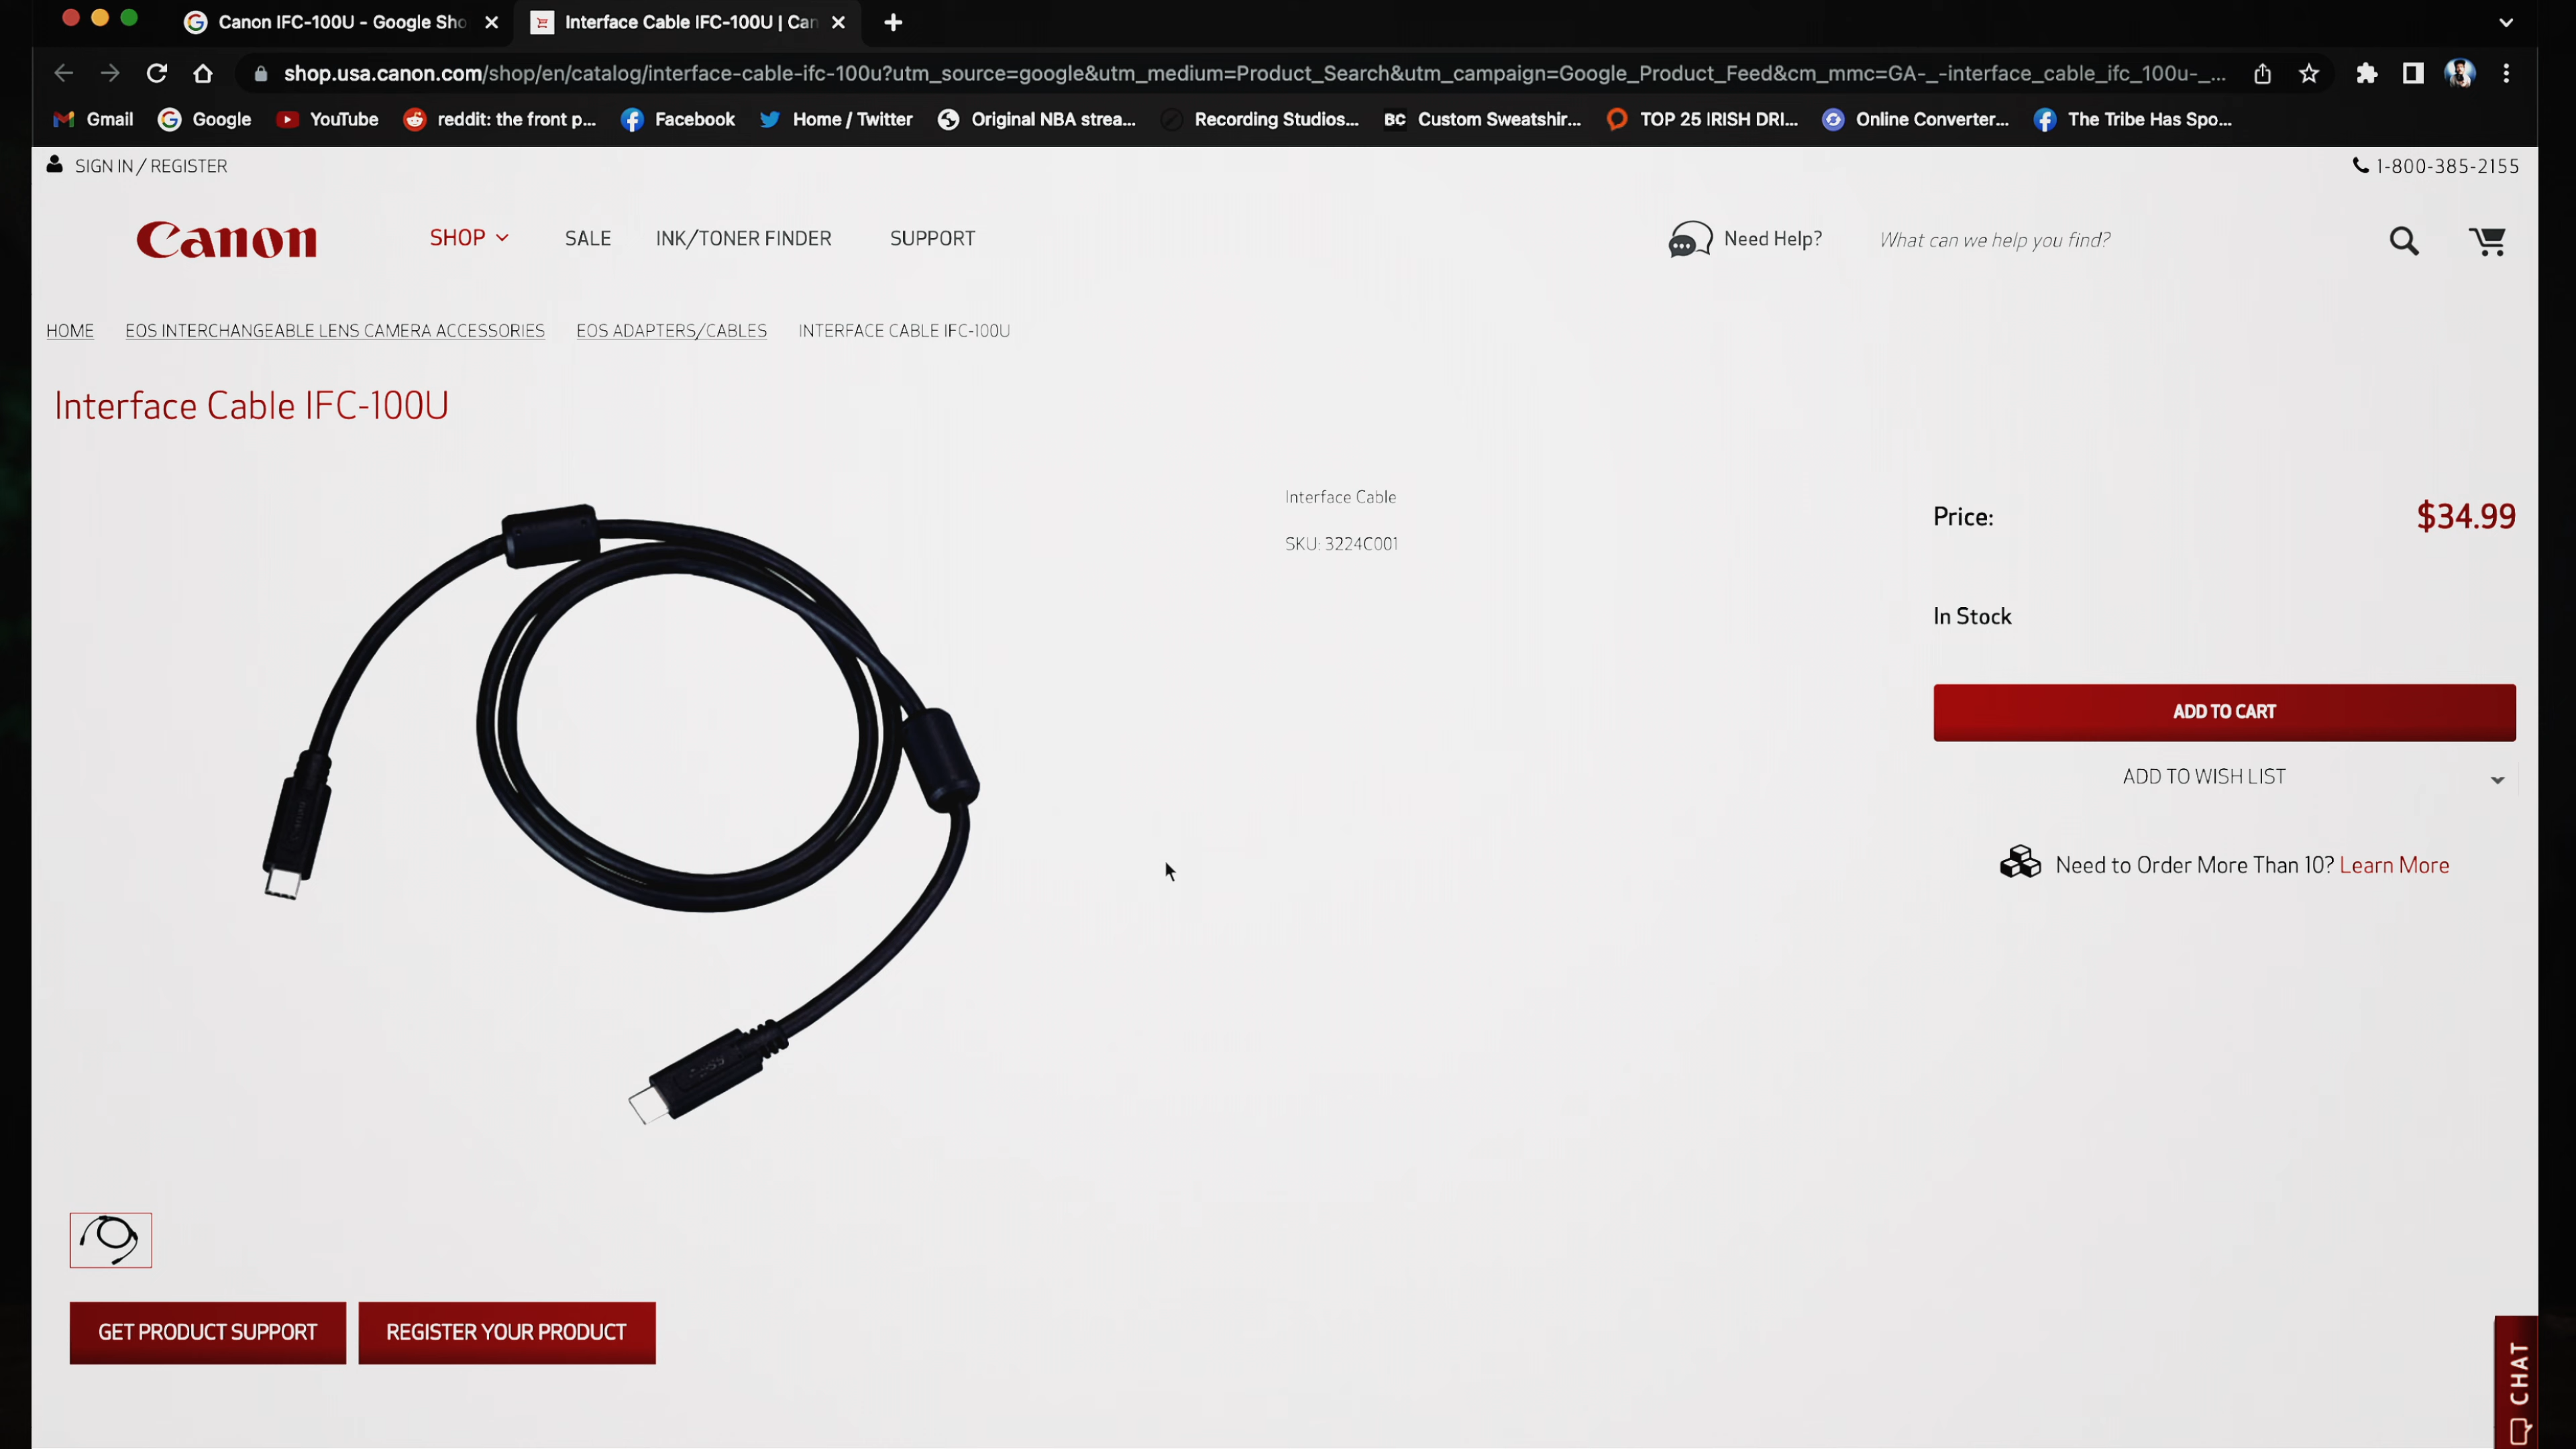 Canon IFC-100U - Google Sho
Interface Cable IFC-100U | Can
shop.usa.canon.com/shop/en/catalog/interface-cable-ifc-100u?utm_source=google&utm_medium=Product_Search&utm_campaign=Google_Product_Feed&cm_mmc=GA-_-interface_cable_ifc_100u-_...
Gmail Google YouTube reddit: the front p... Facebook Home / Twitter Original NBA strea... Recording Studios... BC Custom Sweatshir... TOP 25 IRISH DRI... Online Converter... The Tribe Has Spo...
SIGN IN / REGISTER
1-800-385-2155
Canon
SHOP SALE INK/TONER FINDER SUPPORT
Need Help?
What can we help you find?
HOME EOS INTERCHANGEABLE LENS CAMERA ACCESSORIES EOS ADAPTERS/CABLES INTERFACE CABLE IFC-100U
Interface Cable IFC-100U
Interface Cable
SKU: 3224C001
Price: $34.99
In Stock
ADD TO CART
ADD TO WISH LIST
Need to Order More Than 10? Learn More
GET PRODUCT SUPPORT
REGISTER YOUR PRODUCT
CHAT